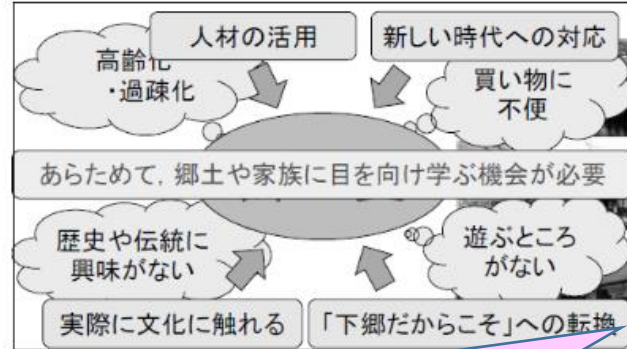 人材の活用
新しい時代への対応
高齢化
・過疎化
買い物に
不便
あらためて，郷土や家族に目を向け学ぶ機会が必要
歴史や伝統に
興味がない
遊ぶところ
がない
実際に文化に触れる
「下郷だからこそ」への転換